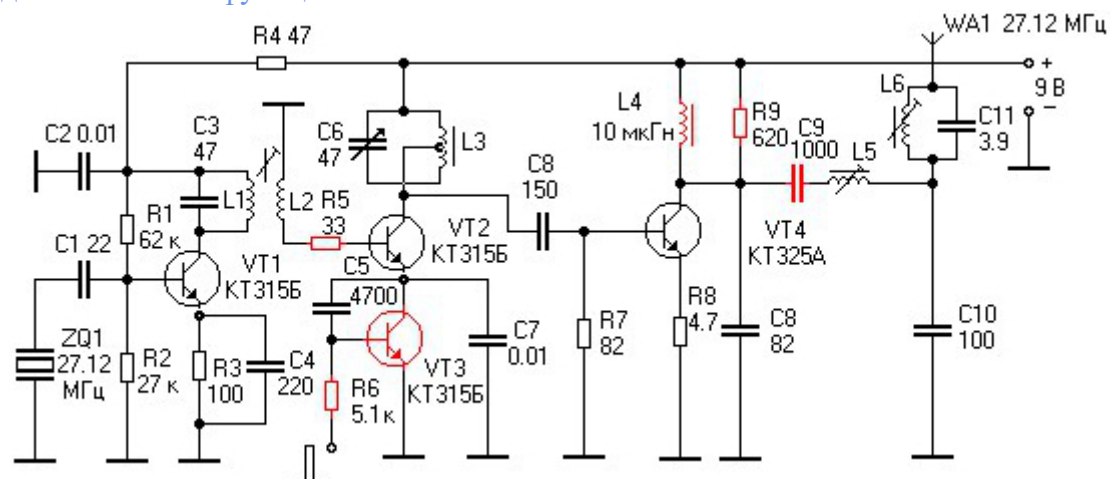 R4 47
WA1 27.12 МГц
+
9 В
−
L6
C11
3.9
C2 0.01
C3
47
C6
47
L3
L4
10 мкГн
R9
620
C9
1000
L5
L1
L2
R5
33
C8
150
R1
62 к
C1 22
VT1
КТ315Б
VT2
КТ315Б
VT4
КТ325А
C5
4700
ZQ1
27.12
МГц
R2
27 к
R3
100
C4
220
R6
5.1к
VT3
КТ315Б
C7
0.01
R7
82
R8
4.7
C8
82
C10
100